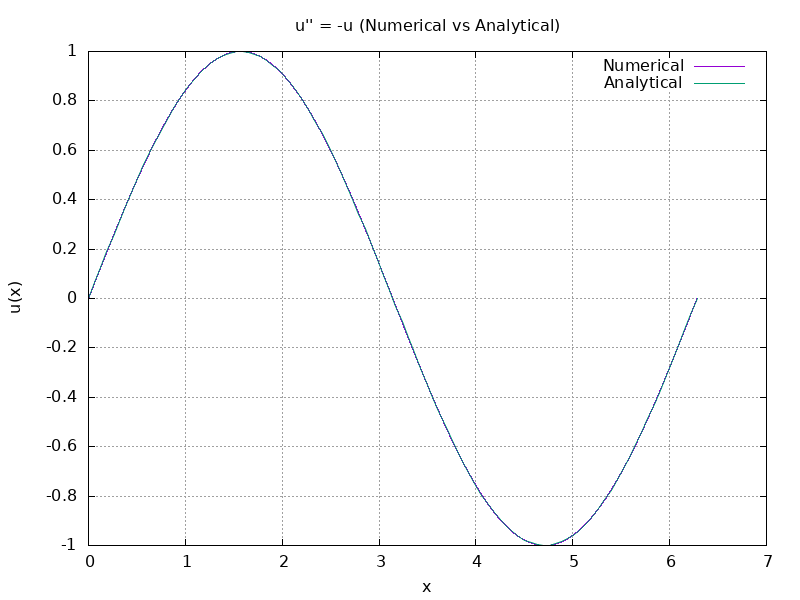 u'' = -u (Numerical vs Analytical)
Numerical
Analytical
1
0.8
0.6
0.4
0.2
0
-0.2
-0.4
-0.6
-0.8
-1
u(x)
0 1 2 3 4 5 6 7
x